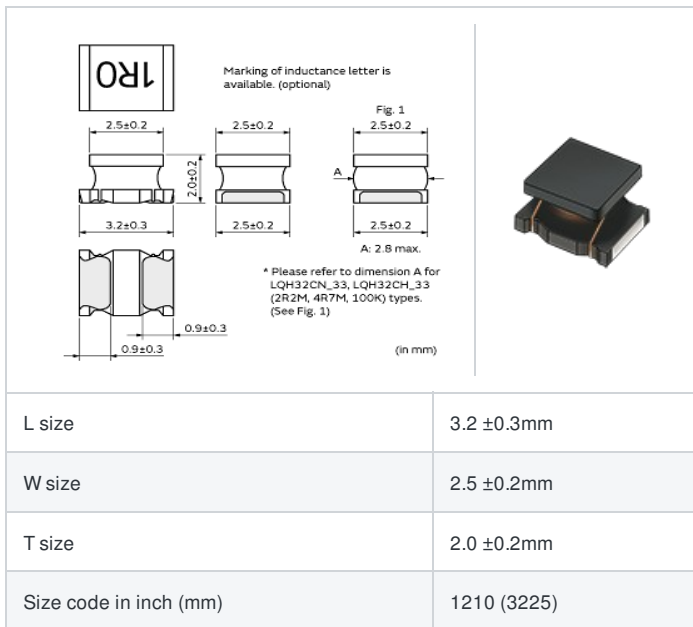 1R0
Marking of inductance letter is
available. (optional)
Fig. 1
2.5±0.2
2.5±0.2
2.5±0.2
2.0±0.2
A
3.2±0.3
2.5±0.2
2.5±0.2
A: 2.8 max.
* Please refer to dimension A for
LQH32CN_33, LQH32CH_33
(2R2M, 4R7M, 100K) types.
(See Fig. 1)
0.9±0.3
0.9±0.3
(in mm)
L size 3.2 ±0.3mm
W size 2.5 ±0.2mm
T size 2.0 ±0.2mm
Size code in inch (mm) 1210 (3225)